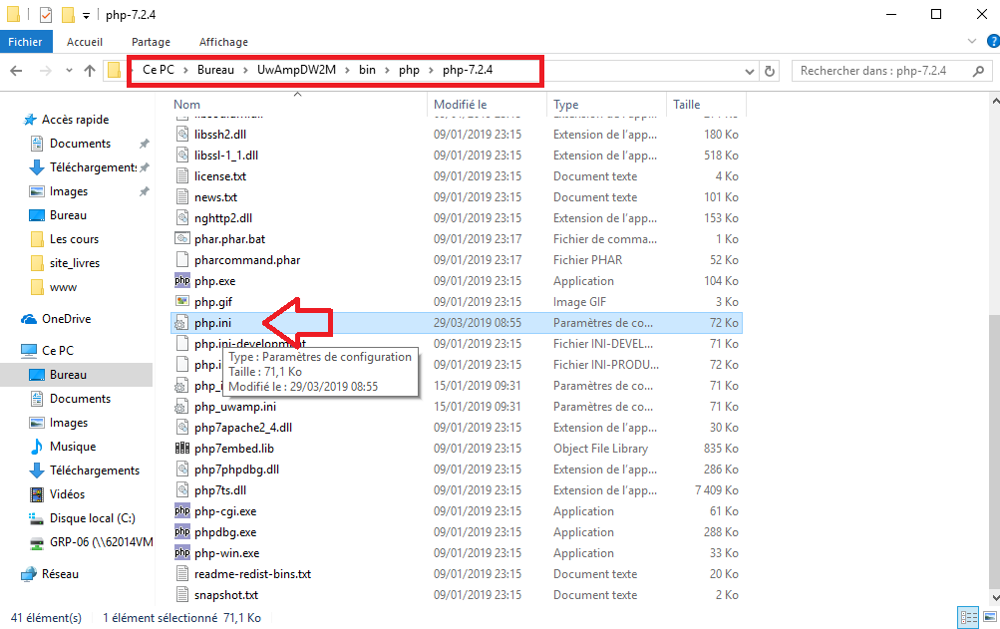 php-7.2.4
Fichier Accueil Partage Affichage
Ce PC Bureau UwAmpDW2M bin php php-7.2.4 Rechercher dans : php-7.2.4
Nom Modifié le Type Taille
Accès rapide
Documents
Téléchargements
Images
Bureau
Les cours
site_livres
www
OneDrive
Ce PC
Bureau
Documents
Images
Musique
Téléchargements
Vidéos
Disque local (C:)
GRP-06 (\\62014VM
Réseau
libssh2.dll 09/01/2019 23:15 Extension de l'app... 180 Ko
libssl-1_1.dll 09/01/2019 23:15 Extension de l'app... 518 Ko
license.txt 09/01/2019 23:15 Document texte 4 Ko
news.txt 09/01/2019 23:15 Document texte 101 Ko
nghttp2.dll 09/01/2019 23:15 Extension de l'app... 153 Ko
phar.phar.bat 09/01/2019 23:17 Fichier de comma... 1 Ko
pharcommand.phar 09/01/2019 23:17 Fichier PHAR 52 Ko
php.exe 09/01/2019 23:15 Application 104 Ko
php.gif 09/01/2019 23:15 Image GIF 3 Ko
php.ini 29/03/2019 08:55 Paramètres de co... 72 Ko
php.ini-development 09/01/2019 23:15 Fichier INI-DEVEL... 71 Ko
php.i 09/01/2019 23:15 Fichier INI-PRODU... 72 Ko
php_i 15/01/2019 09:31 Paramètres de co... 71 Ko
php_uwamp.ini 15/01/2019 09:31 Paramètres de co... 71 Ko
php7apache2_4.dll 09/01/2019 23:15 Extension de l'app... 30 Ko
php7embed.lib 09/01/2019 23:15 Object File Library 835 Ko
php7phpdbg.dll 09/01/2019 23:15 Extension de l'app... 286 Ko
php7ts.dll 09/01/2019 23:15 Extension de l'app... 7 409 Ko
php-cgi.exe 09/01/2019 23:15 Application 61 Ko
phpdbg.exe 09/01/2019 23:15 Application 288 Ko
php-win.exe 09/01/2019 23:15 Application 33 Ko
readme-redist-bins.txt 09/01/2019 23:15 Document texte 20 Ko
snapshot.txt 09/01/2019 23:15 Document texte 2 Ko
Type : Paramètres de configuration
Taille : 71,1 Ko
Modifié le : 29/03/2019 08:55
41 élément(s) 1 élément sélectionné 71,1 Ko